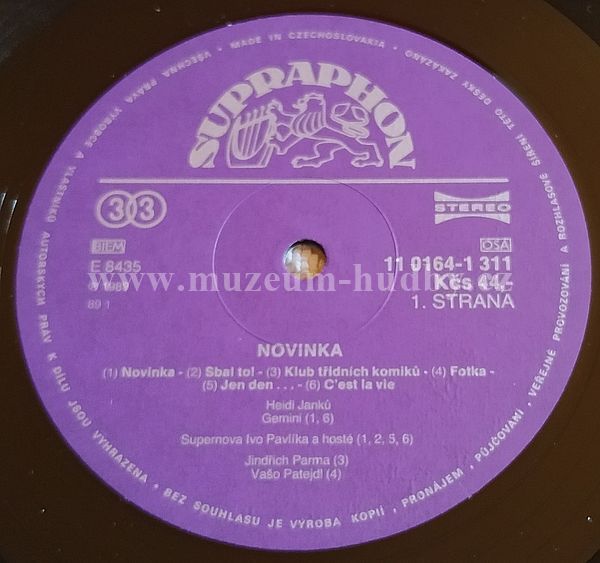 SUPRAPHON
33
STEREO
BIEM
OSA
E 8435
11 0164-1 311
℗ 1989
Kčs 44,-
89 1
1. STRANA
www.muzeum-hudby.cz
NOVINKA
(1) Novinka - (2) Sbal to! - (3) Klub třídních komiků - (4) Fotka -
(5) Jen den . . . - (6) C'est la vie
Heidi Janků
Gemini (1, 6)
Supernova Ivo Pavlíka a hosté (1, 2, 5, 6)
Jindřich Parma (3)
Vašo Patejdl (4)
MADE IN CZECHOSLOVAKIA · VŠECHNA PRÁVA VÝROBCE A VLASTNÍKŮ AUTORSKÝCH PRÁV K DÍLU JSOU VYHRAZENA · BEZ SOUHLASU JE VÝROBA KOPIÍ, PRONÁJEM, PŮJČOVÁNÍ, VEŘEJNÉ PROVOZOVÁNÍ A ROZHLASOVÉ ŠÍŘENÍ TÉTO DESKY ZAKÁZÁNO ·